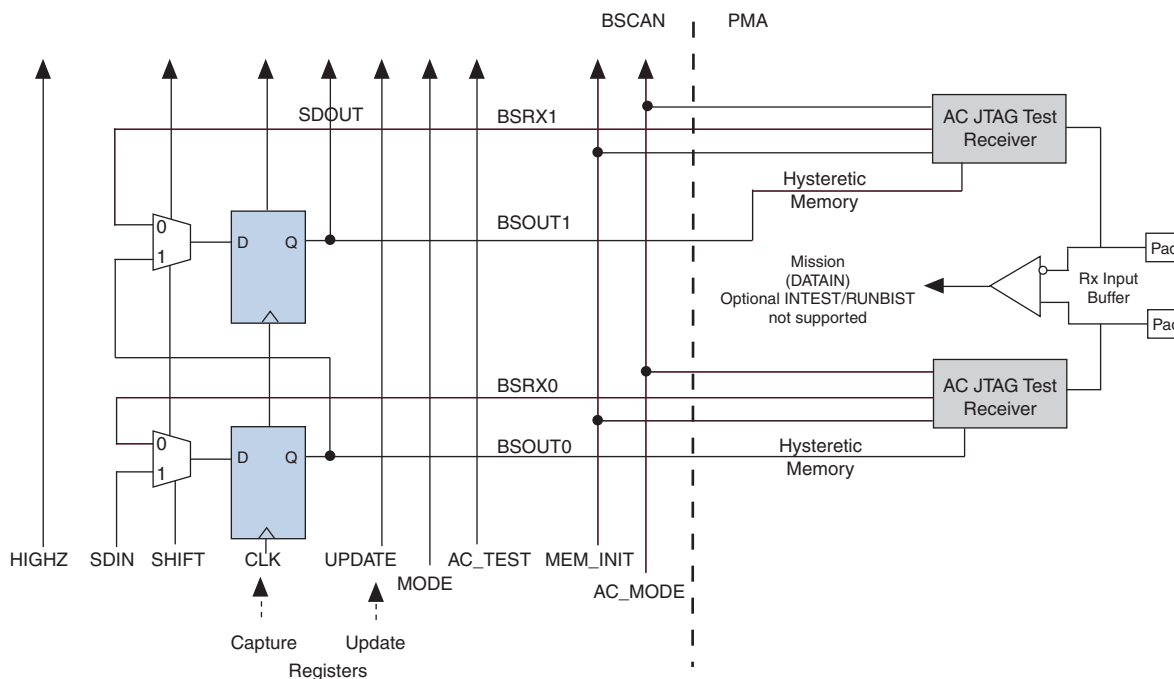 BSCAN
PMA
SDOUT
BSRX1
AC JTAG Test
Receiver
Hysteretic
Memory
0
1
D
Q
BSOUT1
Mission
(DATAIN)
Optional INTEST/RUNBIST
not supported
Rx Input
Buffer
Pad
Pad
BSRX0
AC JTAG Test
Receiver
0
1
D
Q
BSOUT0
Hysteretic
Memory
HIGHZ
SDIN
SHIFT
CLK
UPDATE
MODE
AC_TEST
MEM_INIT
AC_MODE
Capture
Update
Registers